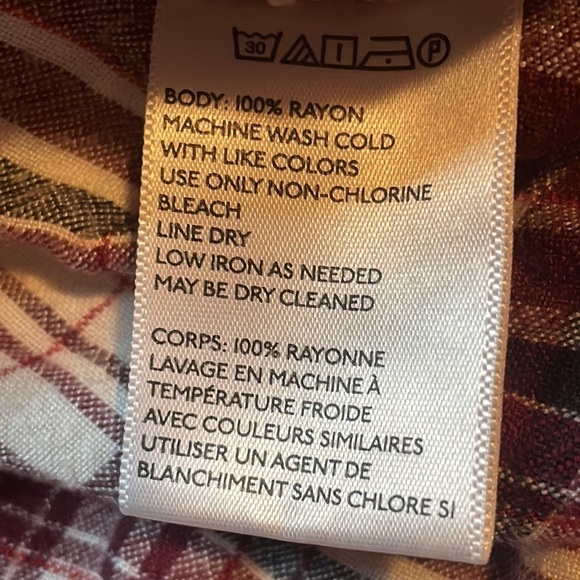 30 P
BODY: 100% RAYON
MACHINE WASH COLD
WITH LIKE COLORS
USE ONLY NON-CHLORINE
BLEACH
LINE DRY
LOW IRON AS NEEDED
MAY BE DRY CLEANED
CORPS: 100% RAYONNE
LAVAGE EN MACHINE À
TEMPÉRATURE FROIDE
AVEC COULEURS SIMILAIRES
UTILISER UN AGENT DE
BLANCHIMENT SANS CHLORE SI